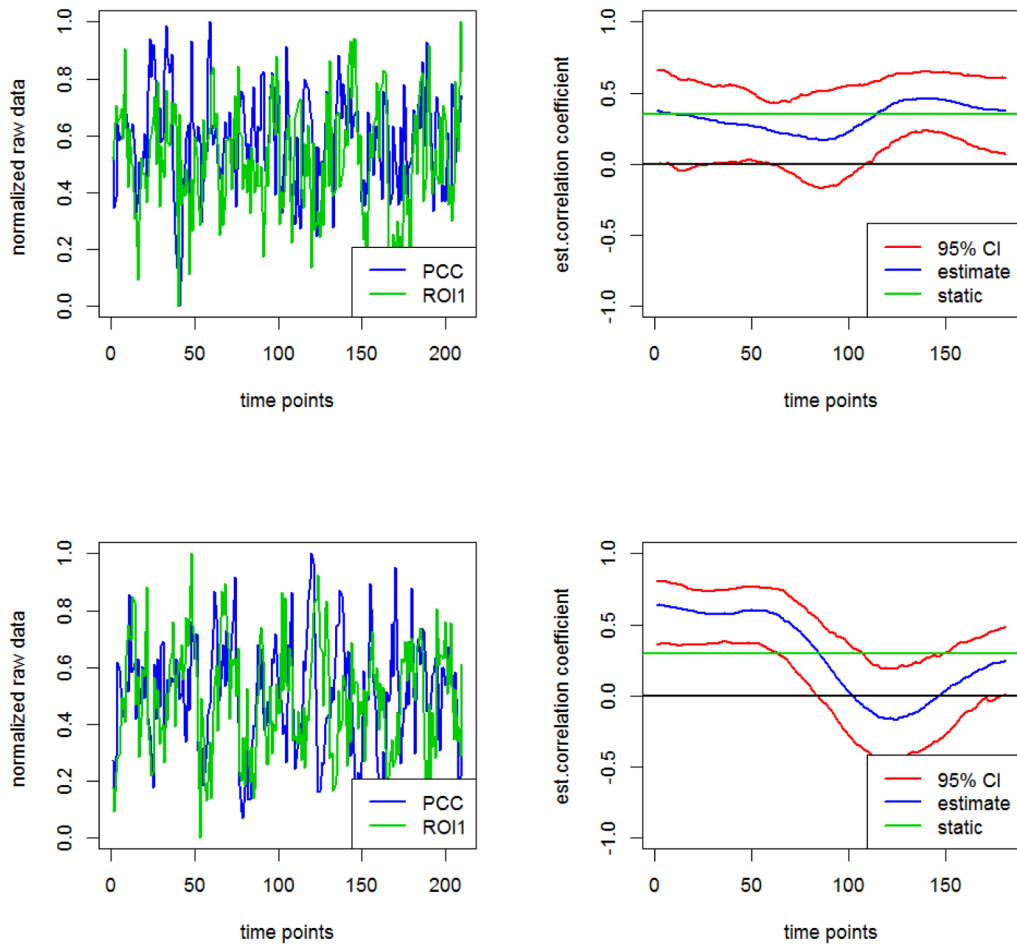 normalized raw data
0.0
0.2
0.4
0.6
0.8
1.0
PCC
ROI1
0
50
100
150
200
time points
est.correlation coefficient
-1.0
-0.5
0.0
0.5
1.0
95% CI
estimate
static
0
50
100
150
time points
normalized raw data
0.0
0.2
0.4
0.6
0.8
1.0
PCC
ROI1
0
50
100
150
200
time points
est.correlation coefficient
-1.0
-0.5
0.0
0.5
1.0
95% CI
estimate
static
0
50
100
150
time points